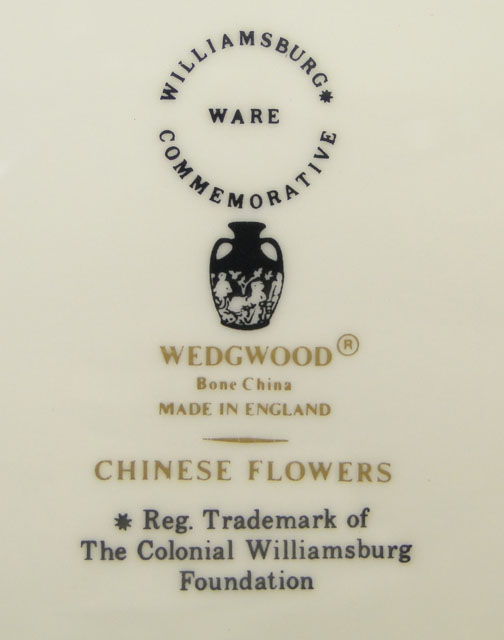 WILLIAMSBURG*
WARE
COMMEMORATIVE
WEDGWOOD®
Bone China
MADE IN ENGLAND
CHINESE FLOWERS
* Reg. Trademark of
The Colonial Williamsburg
Foundation